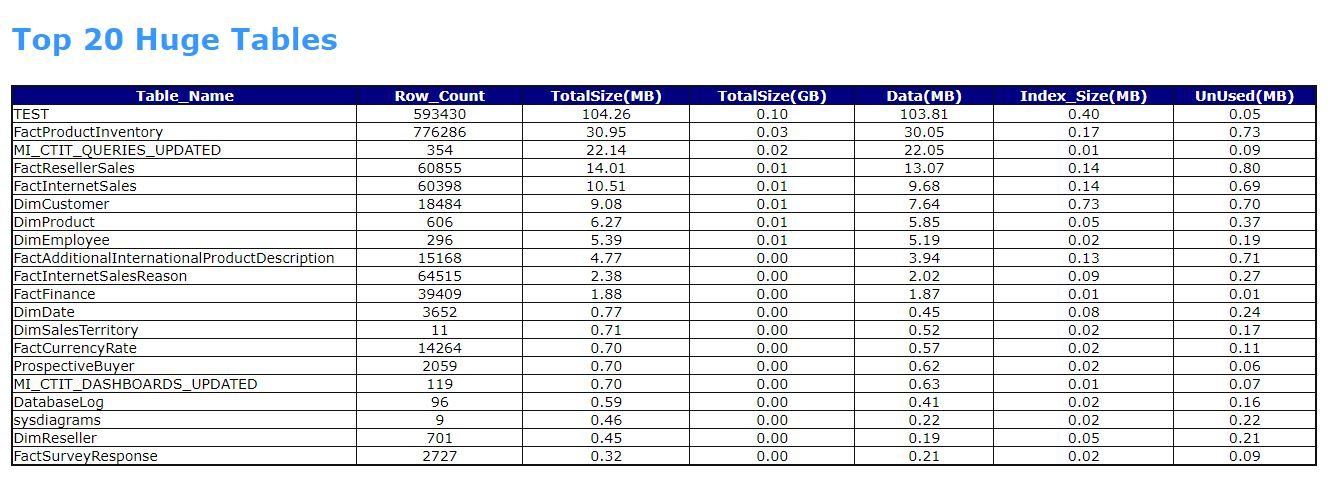 Top 20 Huge Tables
Table_Name Row_Count TotalSize(MB) TotalSize(GB) Data(MB) Index_Size(MB) UnUsed(MB)
TEST 593430 104.26 0.10 103.81 0.40 0.05
FactProductInventory 776286 30.95 0.03 30.05 0.17 0.73
MI_CTIT_QUERIES_UPDATED 354 22.14 0.02 22.05 0.01 0.09
FactResellerSales 60855 14.01 0.01 13.07 0.14 0.80
FactInternetSales 60398 10.51 0.01 9.68 0.14 0.69
DimCustomer 18484 9.08 0.01 7.64 0.73 0.70
DimProduct 606 6.27 0.01 5.85 0.05 0.37
DimEmployee 296 5.39 0.01 5.19 0.02 0.19
FactAdditionalInternationalProductDescription 15168 4.77 0.00 3.94 0.13 0.71
FactInternetSalesReason 64515 2.38 0.00 2.02 0.09 0.27
FactFinance 39409 1.88 0.00 1.87 0.01 0.01
DimDate 3652 0.77 0.00 0.45 0.08 0.24
DimSalesTerritory 11 0.71 0.00 0.52 0.02 0.17
FactCurrencyRate 14264 0.70 0.00 0.57 0.02 0.11
ProspectiveBuyer 2059 0.70 0.00 0.62 0.02 0.06
MI_CTIT_DASHBOARDS_UPDATED 119 0.70 0.00 0.63 0.01 0.07
DatabaseLog 96 0.59 0.00 0.41 0.02 0.16
sysdiagrams 9 0.46 0.00 0.22 0.02 0.22
DimReseller 701 0.45 0.00 0.19 0.05 0.21
FactSurveyResponse 2727 0.32 0.00 0.21 0.02 0.09